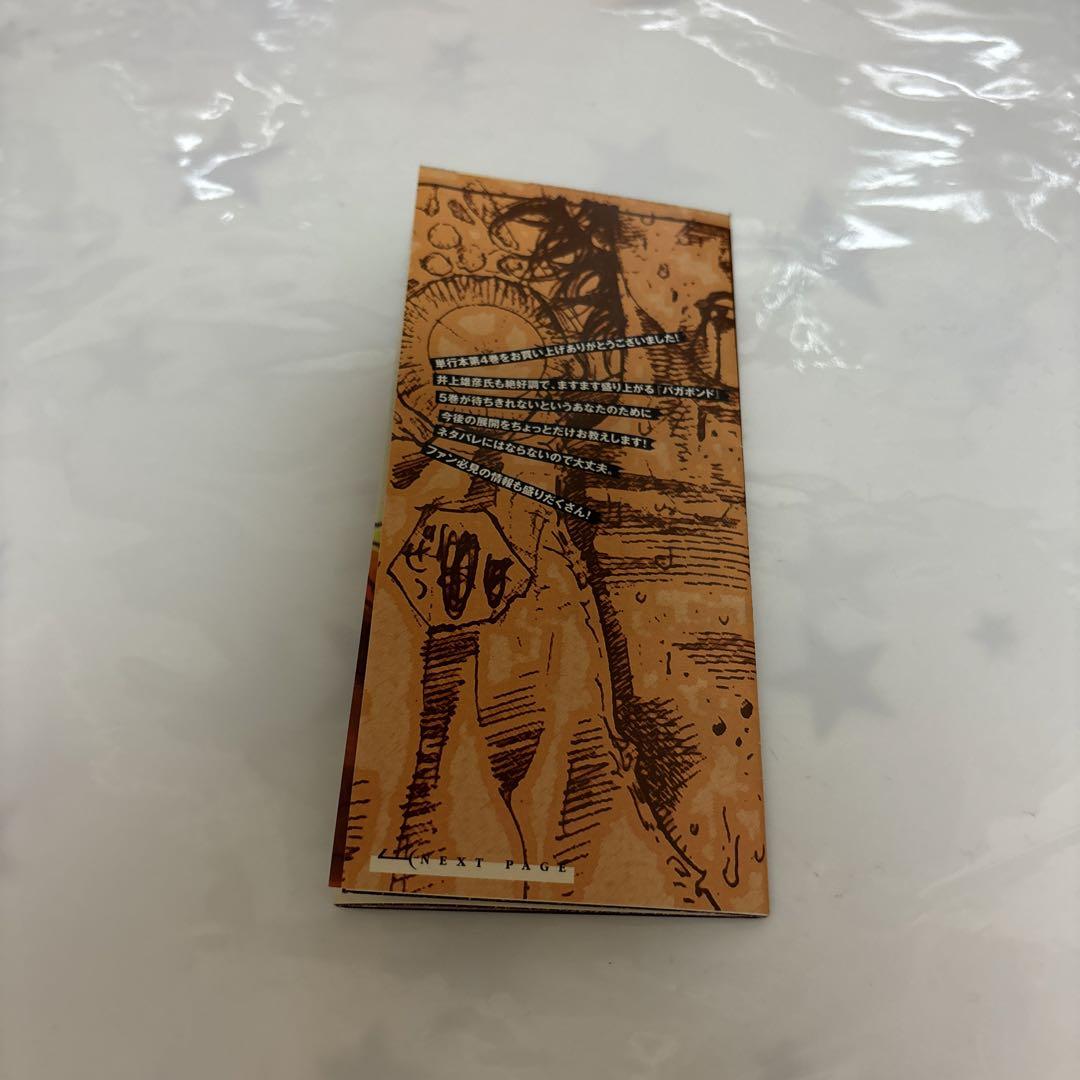 単行本第4巻をお買い上げありがとうございました!
井上雄彦氏も絶好調で、ますます盛り上がる『バガボンド』
5巻が待ちきれないというあなたのために
今後の展開をちょっとだけお教えします!
ネタバレにはならないので大丈夫。
ファン必見の情報も盛りだくさん!
NEXT PAGE